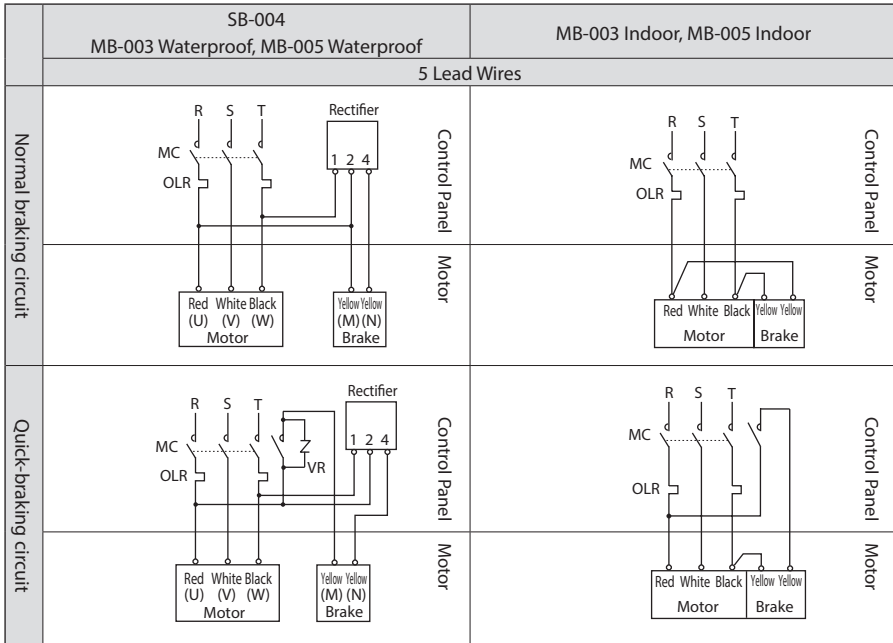 SB-004
MB-003 Waterproof, MB-005 Waterproof
MB-003 Indoor, MB-005 Indoor
5 Lead Wires
Normal braking circuit
R S T
Rectifier
MC
1 2 4
OLR
Control Panel
Motor
Red White Black
(U) (V) (W)
Motor
Yellow Yellow
(M) (N)
Brake
R S T
MC
OLR
Control Panel
Motor
Red White Black Yellow Yellow
Motor Brake
Quick-braking circuit
R S T
Rectifier
MC
1 2 4
OLR
VR
Control Panel
Motor
Red White Black
(U) (V) (W)
Motor
Yellow Yellow
(M) (N)
Brake
R S T
MC
OLR
Control Panel
Motor
Red White Black Yellow Yellow
Motor Brake